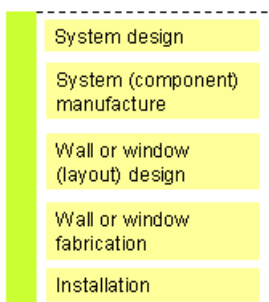 System design
System (component)
manufacture
Wall or window
(layout) design
Wall or window
fabrication
Installation